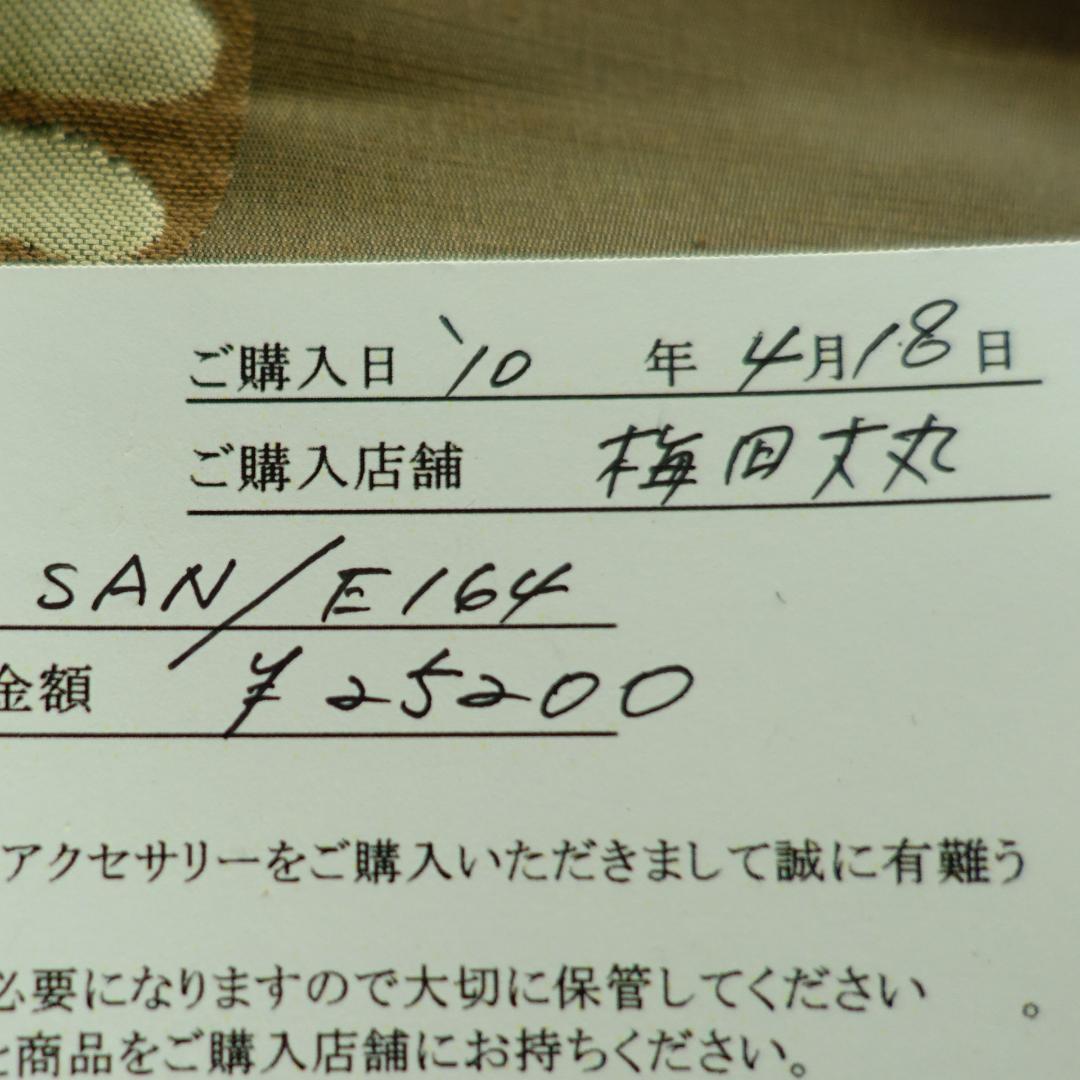 ご購入日 '10 年 4月18日
ご購入店舗 梅田大丸
SAN/E164
金額 ¥25200
アクセサリーをご購入いただきまして誠に有難う
必要になりますので大切に保管してください 。
と商品をご購入店舗にお持ちください。